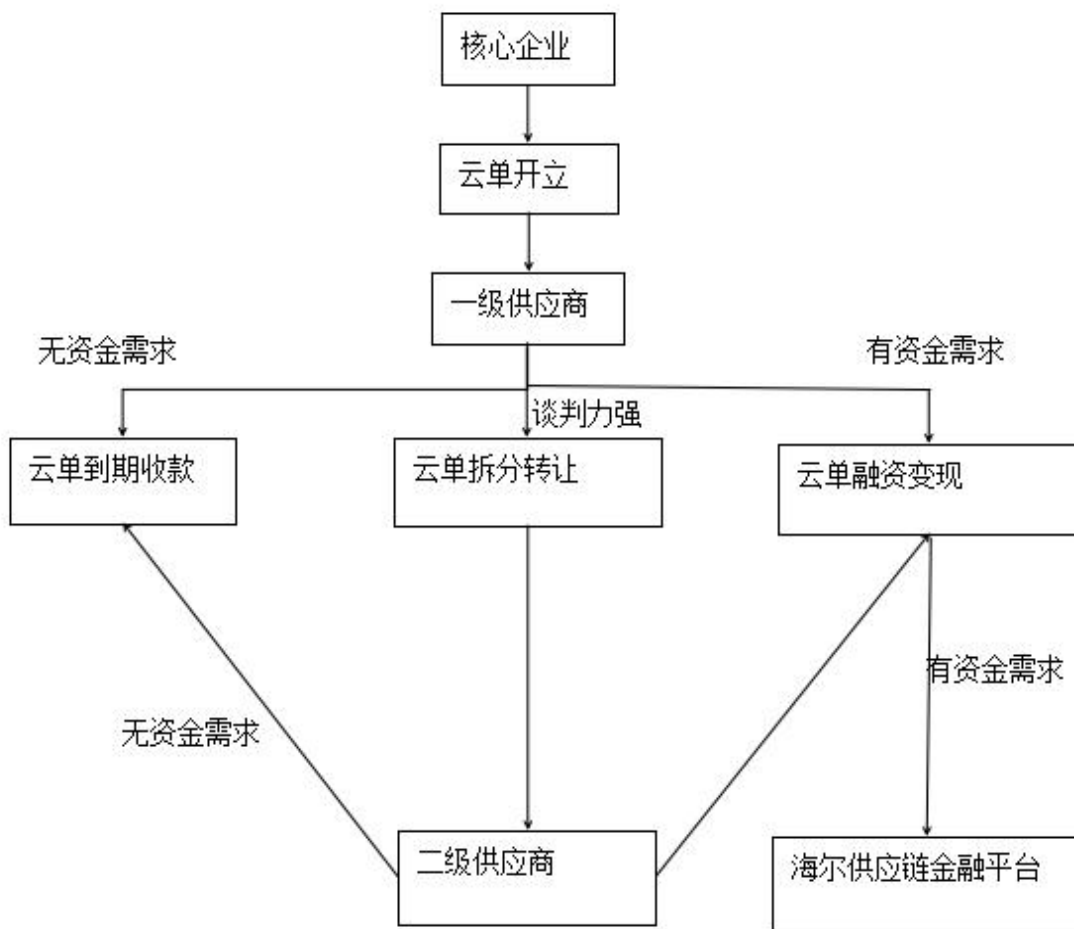 核心企业
云单开立
一级供应商
无资金需求
有资金需求
谈判力强
云单到期收款
云单拆分转让
云单融资变现
有资金需求
无资金需求
二级供应商
海尔供应链金融平台